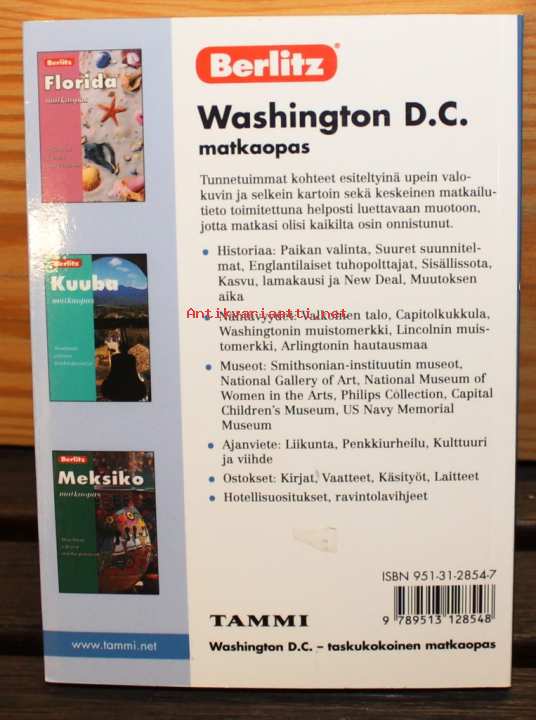 Berlitz
Florida
matkaopas
Berlitz
Kuuba
matkaopas
Berlitz
Meksiko
matkaopas
www.tammi.net
Berlitz®
Washington D.C.
matkaopas
Tunnetuimmat kohteet esiteltyinä upein valo-
kuvin ja selkein kartoin sekä keskeinen matkailu-
tieto toimitettuna helposti luettavaan muotoon,
jotta matkasi olisi kaikilta osin onnistunut.
• Historiaa: Paikan valinta, Suuret suunnitel-
mat, Englantilaiset tuhopolttajat, Sisällissota,
Kasvu, lamakausi ja New Deal, Muutoksen
aika
• Nähtävyydet: Valkoinen talo, Capitolkukkula,
Antikvariaatti.net
Washingtonin muistomerkki, Lincolnin muis-
tomerkki, Arlingtonin hautausmaa
• Museot: Smithsonian-instituutin museot,
National Gallery of Art, National Museum of
Women in the Arts, Philips Collection, Capital
Children's Museum, US Navy Memorial
Museum
• Ajanviete: Liikunta, Penkkiurheilu, Kulttuuri
ja viihde
• Ostokset: Kirjat, Vaatteet, Käsityöt, Laitteet
• Hotellisuositukset, ravintolavihjeet
ISBN 951-31-2854-7
9 789513 128548
TAMMI
Washington D.C. – taskukokoinen matkaopas